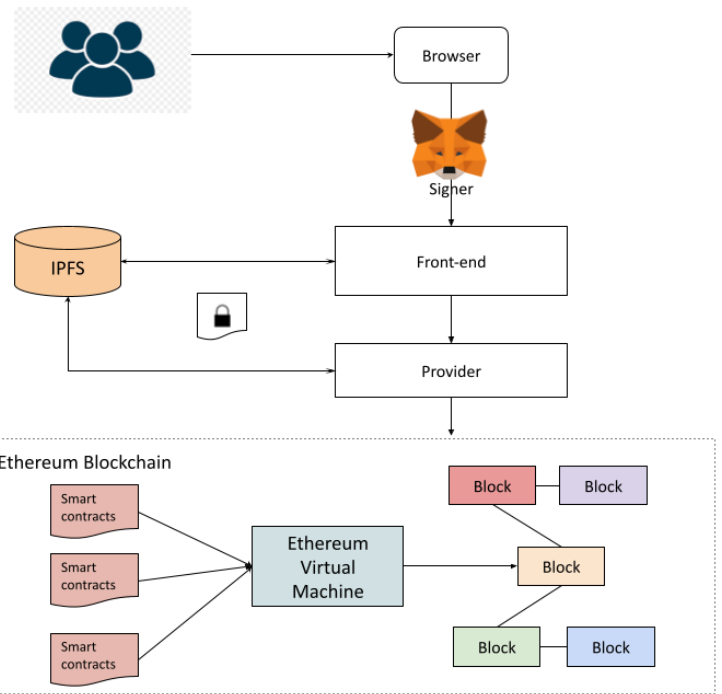 Browser
Signer
Front-end
IPFS
Provider
Ethereum Blockchain
Smart
contracts
Smart
contracts
Smart
contracts
Ethereum
Virtual
Machine
Block
Block
Block
Block
Block